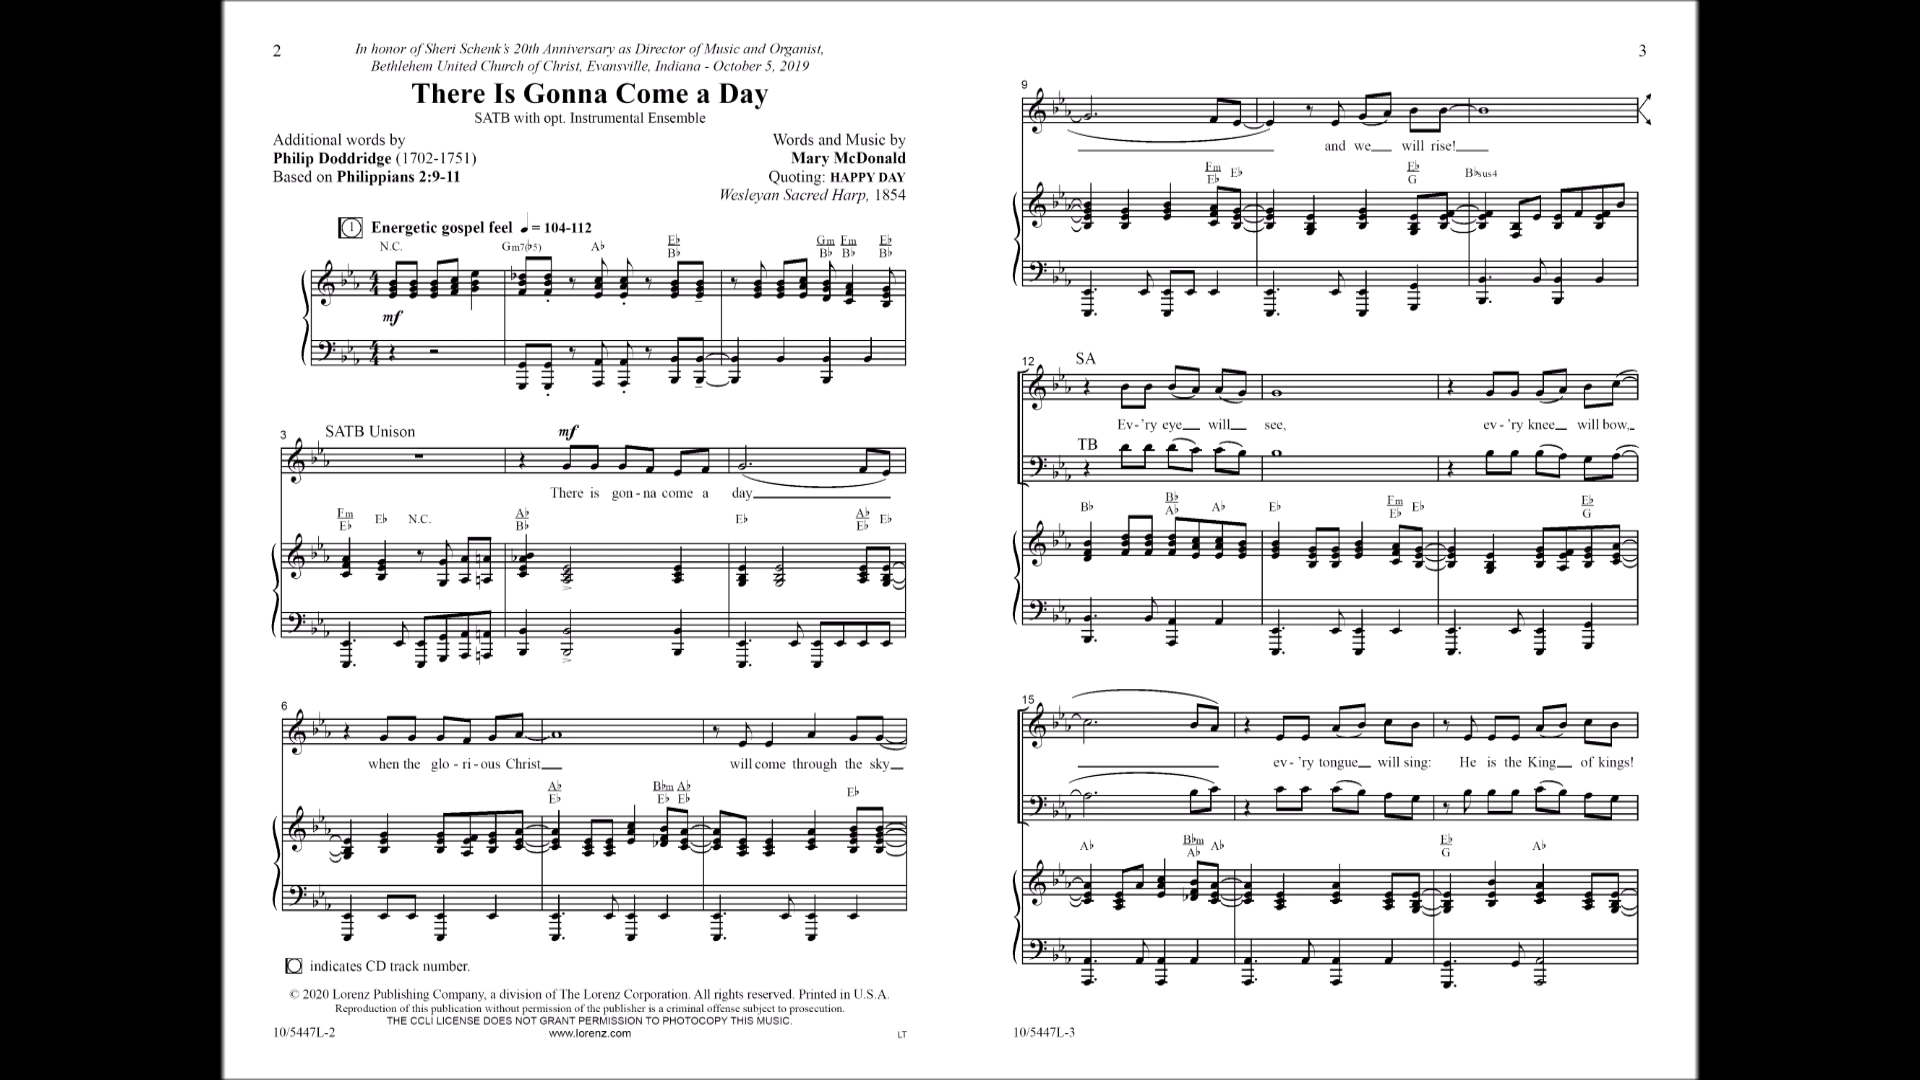 2
In honor of Sheri Schenk's 20th Anniversary as Director of Music and Organist,
Bethlehem United Church of Christ, Evansville, Indiana - October 5, 2019
There Is Gonna Come a Day
SATB with opt. Instrumental Ensemble
Additional words by
Philip Doddridge (1702-1751)
Based on Philippians 2:9-11
Words and Music by
Mary McDonald
Quoting: HAPPY DAY
Wesleyan Sacred Harp, 1854
1 Energetic gospel feel ♩ = 104-112
N.C. Gm7(♭5) A♭ E♭/B♭ Gm/B♭ Fm/B♭ E♭/B♭
mf
3 SATB Unison mf
There is gon - na come a day
Fm/E♭ E♭ N.C. A♭/B♭ E♭ A♭/E♭ E♭
6
when the glo - ri - ous Christ will come through the sky
A♭/E♭ B♭m/E♭ A♭/E♭ E♭
indicates CD track number.
© 2020 Lorenz Publishing Company, a division of The Lorenz Corporation. All rights reserved. Printed in U.S.A.
Reproduction of this publication without permission of the publisher is a criminal offense subject to prosecution.
THE CCLI LICENSE DOES NOT GRANT PERMISSION TO PHOTOCOPY THIS MUSIC.
www.lorenz.com
10/5447L-2
LT
3
9
and we will rise!
Fm/E♭ E♭ E♭/G B♭sus4
12 SA
Ev - 'ry eye will see, ev - 'ry knee will bow,
TB
B♭ B♭/A♭ A♭ E♭ Fm/E♭ E♭ E♭/G
15
ev - 'ry tongue will sing: He is the King of kings!
A♭ B♭m/A♭ A♭ E♭/G A♭
10/5447L-3